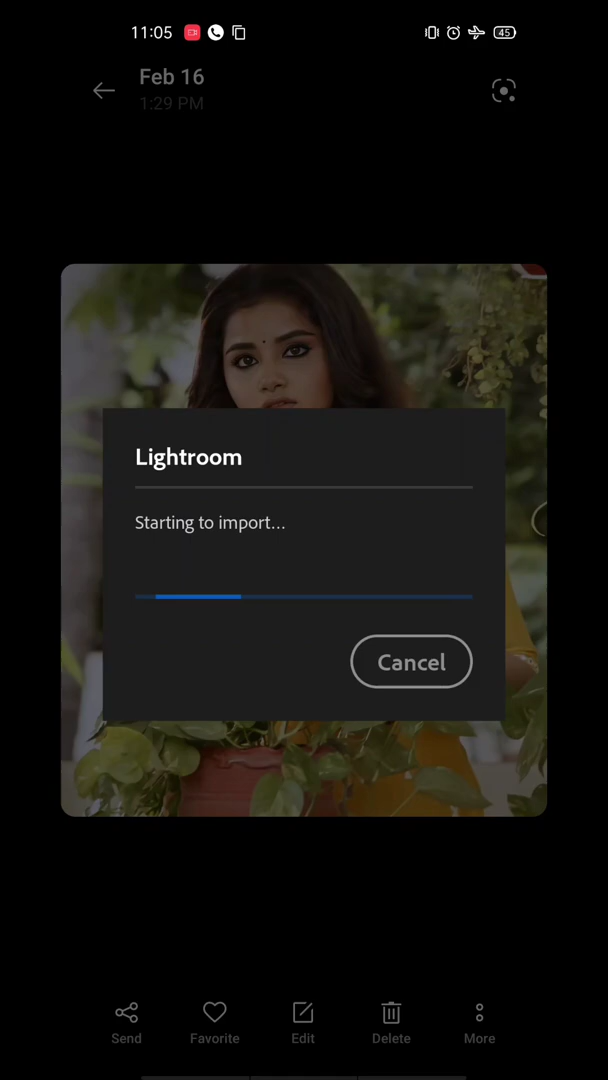 11:05
45
Feb 16
1:29 PM
Lightroom
Starting to import...
Cancel
Send Favorite Edit Delete More